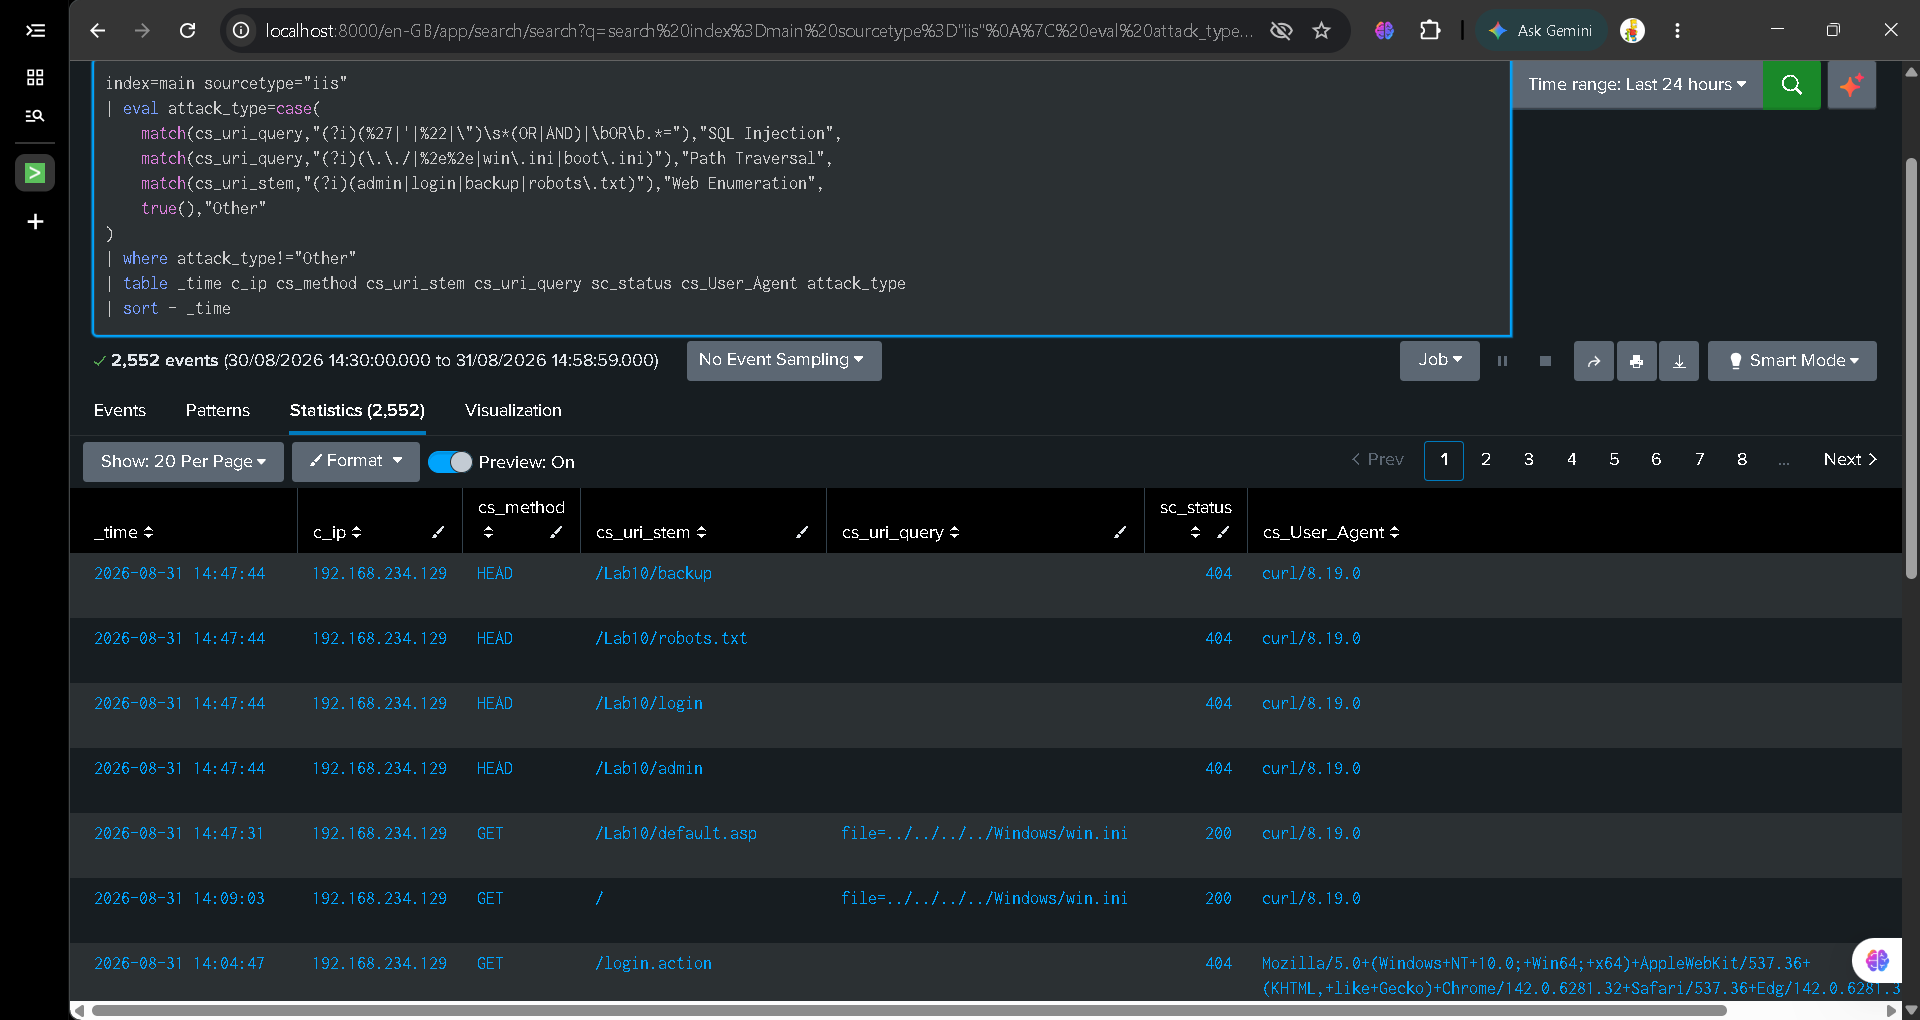 localhost:8000/en-GB/app/search/search?q=search%20index%3Dmain%20sourcetype%3D"iis"%0A%7C%20eval%20attack_type...
Ask Gemini
index=main sourcetype="iis"
| eval attack_type=case(
match(cs_uri_query,"(?i)(%27|'|%22|\")\s*(OR|AND)|\bOR\b.*="),"SQL Injection",
match(cs_uri_query,"(?i)(\.\./|%2e%2e|win\.ini|boot\.ini)"),"Path Traversal",
match(cs_uri_stem,"(?i)(admin|login|backup|robots\.txt)"),"Web Enumeration",
true(),"Other"
)
| where attack_type!="Other"
| table _time c_ip cs_method cs_uri_stem cs_uri_query sc_status cs_User_Agent attack_type
| sort - _time
Time range: Last 24 hours
2,552 events (30/08/2026 14:30:00.000 to 31/08/2026 14:58:59.000)
No Event Sampling
Job
Smart Mode
Events Patterns Statistics (2,552) Visualization
Show: 20 Per Page Format Preview: On
< Prev 1 2 3 4 5 6 7 8 ... Next >
_time c_ip cs_method cs_uri_stem cs_uri_query sc_status cs_User_Agent
2026-08-31 14:47:44 192.168.234.129 HEAD /Lab10/backup 404 curl/8.19.0
2026-08-31 14:47:44 192.168.234.129 HEAD /Lab10/robots.txt 404 curl/8.19.0
2026-08-31 14:47:44 192.168.234.129 HEAD /Lab10/login 404 curl/8.19.0
2026-08-31 14:47:44 192.168.234.129 HEAD /Lab10/admin 404 curl/8.19.0
2026-08-31 14:47:31 192.168.234.129 GET /Lab10/default.asp file=../../../../Windows/win.ini 200 curl/8.19.0
2026-08-31 14:09:03 192.168.234.129 GET / file=../../../../Windows/win.ini 200 curl/8.19.0
2026-08-31 14:04:47 192.168.234.129 GET /login.action 404 Mozilla/5.0+(Windows+NT+10.0;+Win64;+x64)+AppleWebKit/537.36+
(KHTML,+like+Gecko)+Chrome/142.0.6281.32+Safari/537.36+Edg/142.0.6281.3